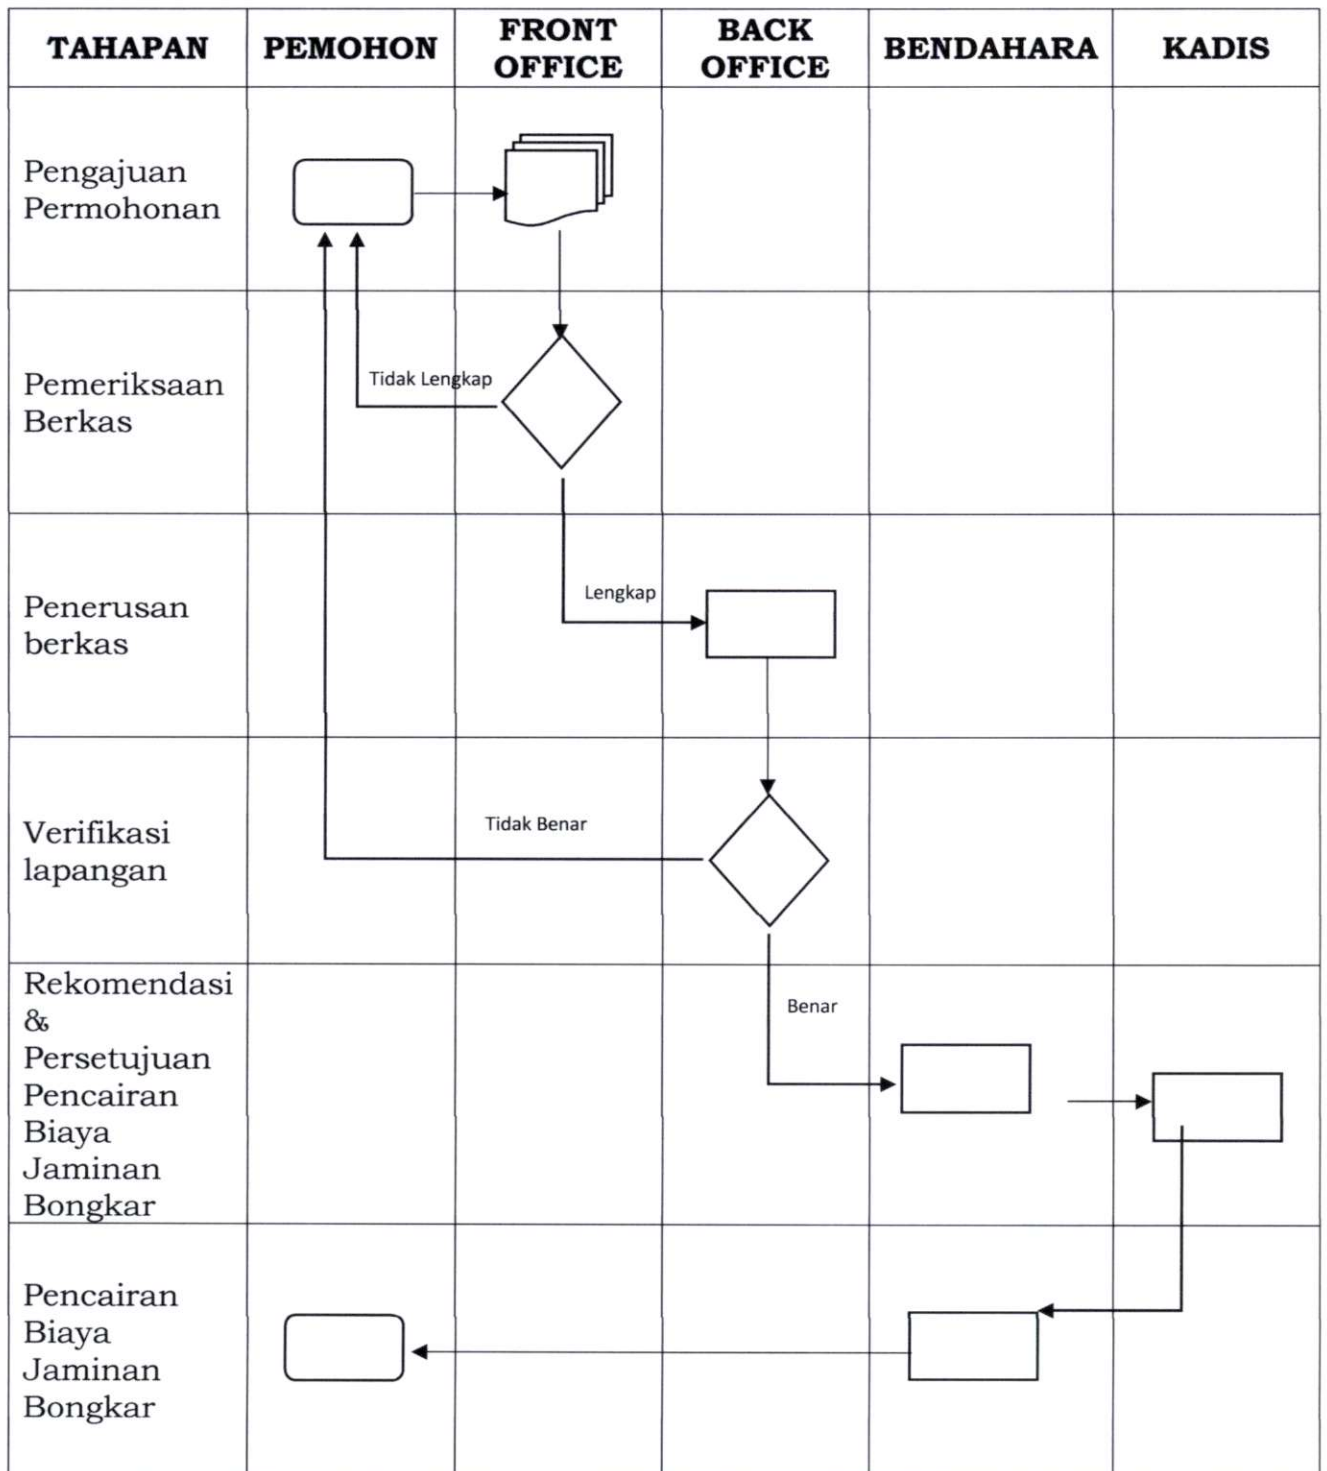 TAHAPAN
PEMOHON
FRONT
OFFICE
BACK
OFFICE
BENDAHARA
KADIS
Pengajuan
Permohonan
Pemeriksaan
Berkas
Tidak Lengkap
Penerusan
berkas
Lengkap
Verifikasi
lapangan
Tidak Benar
Rekomendasi
&
Persetujuan
Pencairan
Biaya
Jaminan
Bongkar
Benar
Pencairan
Biaya
Jaminan
Bongkar